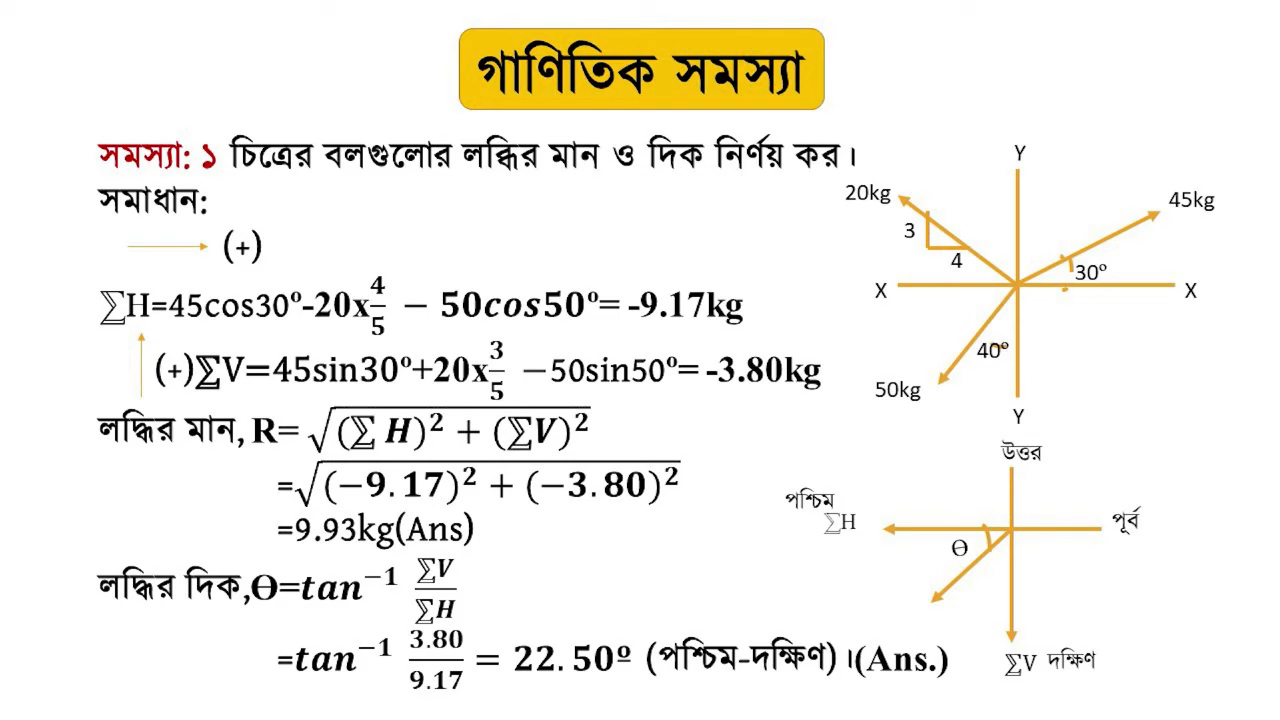 গাণিতিক সমস্যা
সমস্যা: ১ চিত্রের বলগুলোর লব্ধির মান ও দিক নির্ণয় কর।
সমাধান:
(+)
∑H=45cos30º-20x4/5 − 50cos50º= -9.17kg
(+)∑V=45sin30º+20x3/5 −50sin50º= -3.80kg
লদ্ধির মান, R= √(∑ H)² + (∑V)²
=√(−9.17)² + (−3.80)²
=9.93kg(Ans)
লদ্ধির দিক,Ɵ=tan⁻¹ ∑V/∑H
=tan⁻¹ 3.80/9.17 = 22.50º (পশ্চিম-দক্ষিণ)।(Ans.)
Y
20kg
45kg
3
4
30º
X
X
40º
50kg
Y
উত্তর
পশ্চিম
∑H
পূর্ব
Ɵ
∑V দক্ষিণ